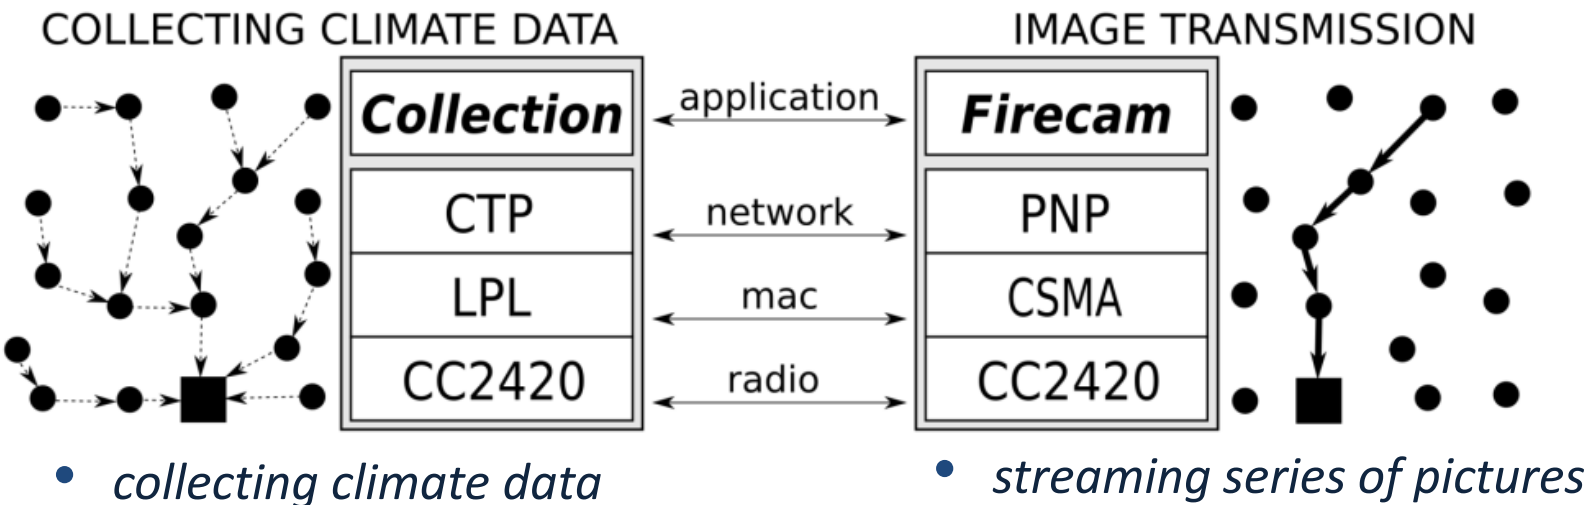 COLLECTING CLIMATE DATA
IMAGE TRANSMISSION
Collection
application
Firecam
CTP
network
PNP
LPL
mac
CSMA
CC2420
radio
CC2420
• collecting climate data
• streaming series of pictures